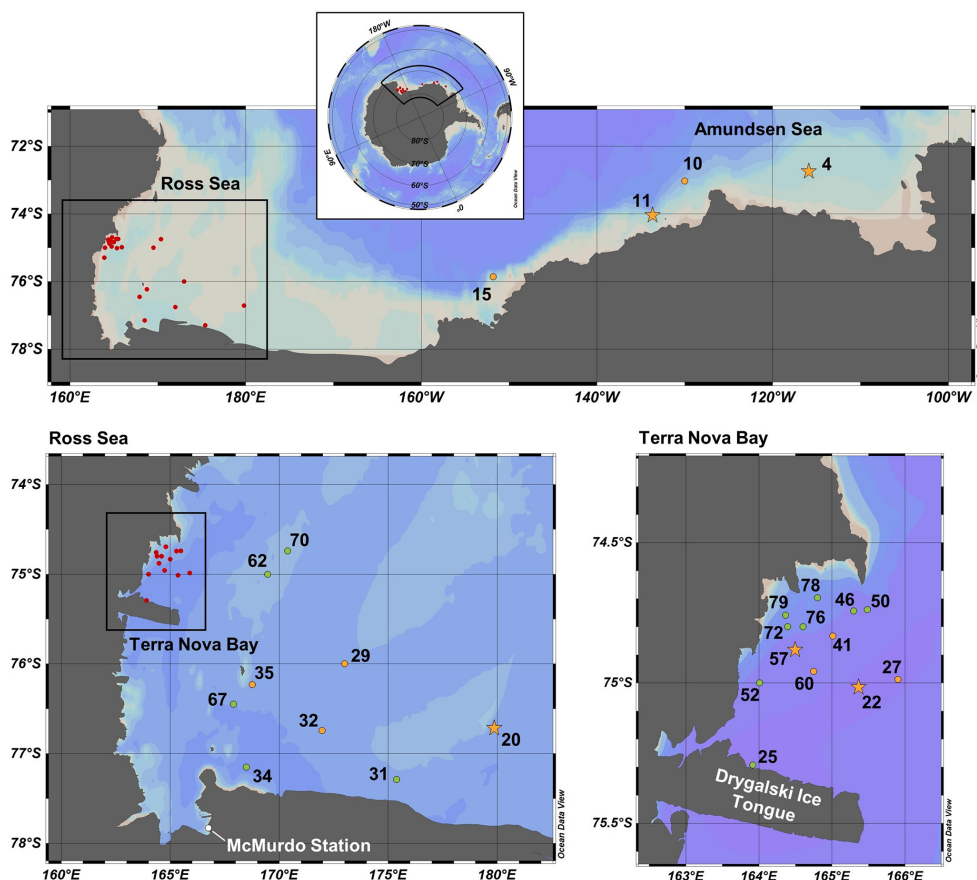 180°W
90°W
80°S
70°S
60°S
50°S
90°E
0°
Ocean Data View
Amundsen Sea
Ross Sea
72°S
74°S
76°S
78°S
10
4
11
15
160°E
180°E
160°W
140°W
120°W
100°W
Ross Sea
74°S
75°S
76°S
77°S
78°S
70
62
Terra Nova Bay
29
35
67
32
20
34
31
McMurdo Station
160°E
165°E
170°E
175°E
180°E
Ocean Data View
Terra Nova Bay
74.5°S
75°S
75.5°S
78
79
46
50
72
76
41
57
60
27
52
22
25
Drygalski Ice
Tongue
163°E
164°E
165°E
166°E
Ocean Data View